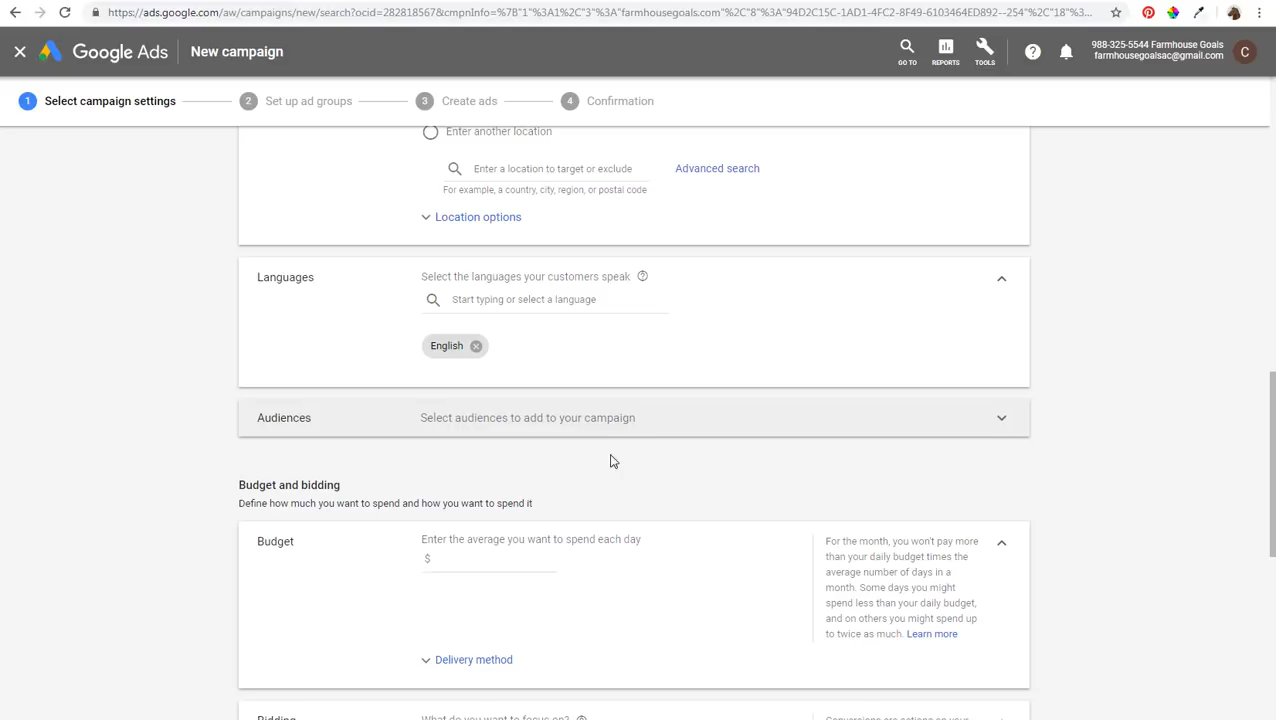 https://ads.google.com/aw/campaigns/new/search?ocid=282818567&cmpnInfo=%7B"1"%3A1%2C"3"%3A"farmhousegoals.com"%2C"8"%3A"94D2C15C-1AD1-4FC2-8F49-6103464ED892--254"%2C"18"%3...
Google Ads
New campaign
GO TO
REPORTS
TOOLS
988-325-5544 Farmhouse Goals
farmhousegoalsac@gmail.com
C
1 Select campaign settings
2 Set up ad groups
3 Create ads
4 Confirmation
Enter another location
Enter a location to target or exclude
Advanced search
For example, a country, city, region, or postal code
Location options
Languages
Select the languages your customers speak
Start typing or select a language
English
Audiences
Select audiences to add to your campaign
Budget and bidding
Define how much you want to spend and how you want to spend it
Budget
Enter the average you want to spend each day
$
Delivery method
For the month, you won't pay more
than your daily budget times the
average number of days in a
month. Some days you might
spend less than your daily budget,
and on others you might spend up
to twice as much. Learn more
Bidding
What do you want to focus on?
Conversions are actions on your